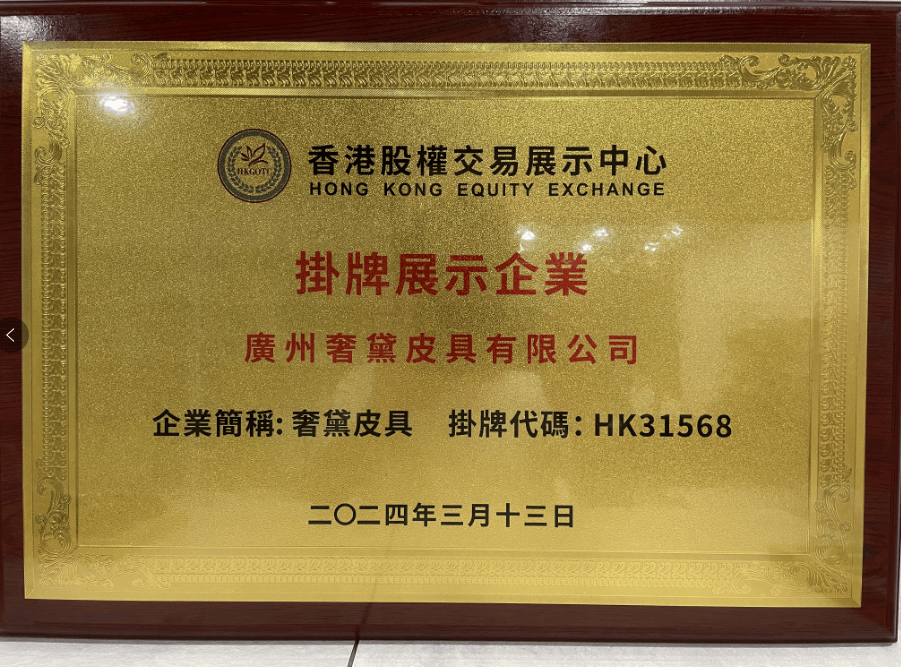 HKGOTC
香港股權交易展示中心
HONG KONG EQUITY EXCHANGE
掛牌展示企業
廣州奢黛皮具有限公司
企業簡稱: 奢黛皮具 掛牌代碼: HK31568
二〇二四年三月十三日